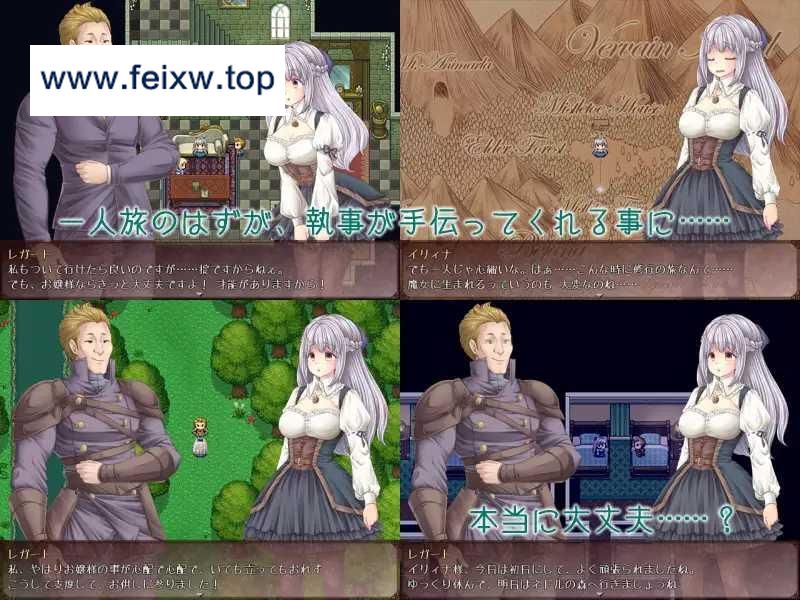 www.feixw.top
Vervain
Mistletoe House
Elder Forest
一人旅のはずが、執事が手伝ってくれる事に……
レガート
私もついて行けたら良いのですが……掟ですからねぇ。
でも、お嬢様ならきっと大丈夫ですよ！ 才能がありますから！
イリィナ
でも一人じゃ心細いな。はぁ……こんな時に修行の旅なんて……
魔女に生まれるっていうのも、大変なのね……
本当に大丈夫……？
レガート
私、やはりお嬢様の事が心配で心配で、いても立ってもおれず
こうして支度して、お供しに参りました！
レガート
イリィナ様、今日は初日にして、よく頑張られましたね。
ゆっくり休んで、明日はネトルの森へ行きましょうね